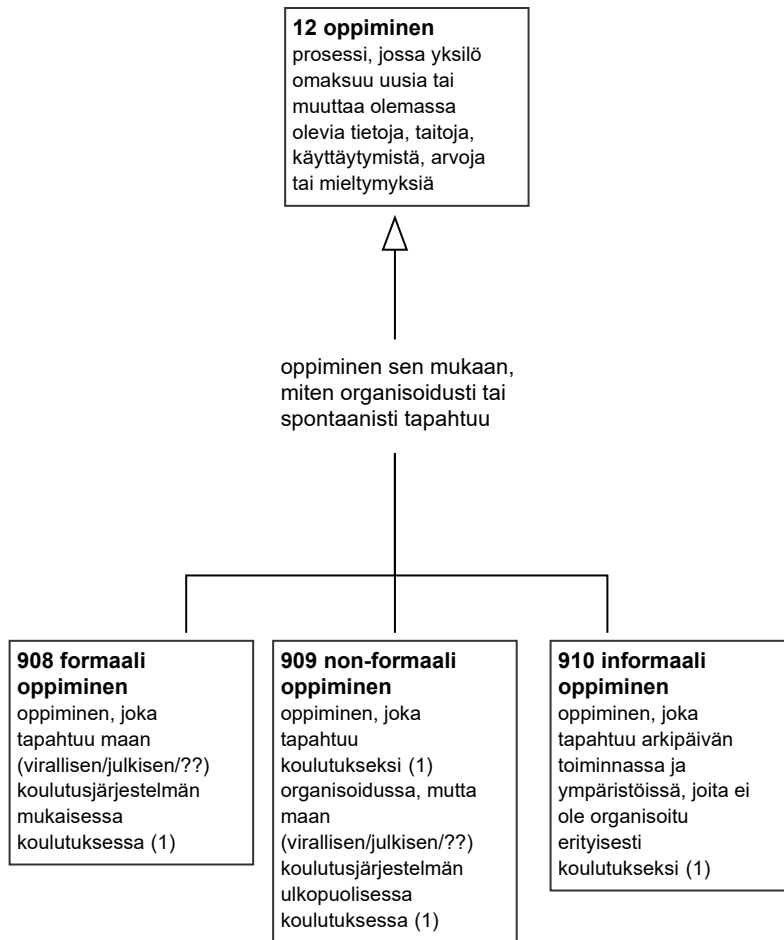 12 oppiminen
prosessi, jossa yksilö
omaksuu uusia tai
muuttaa olemassa
olevia tietoja, taitoja,
käyttäytymistä, arvoja
tai mieltymyksiä
oppiminen sen mukaan,
miten organisoidusti tai
spontaanisti tapahtuu
908 formaali
oppiminen
oppiminen, joka
tapahtuu maan
(virallisen/julkisen/??)
koulutusjärjestelmän
mukaisessa
koulutuksessa (1)
909 non-formaali
oppiminen
oppiminen, joka
tapahtuu
koulutukseksi (1)
organisoidussa, mutta
maan
(virallisen/julkisen/??)
koulutusjärjestelmän
ulkopuolisessa
koulutuksessa (1)
910 informaali
oppiminen
oppiminen, joka
tapahtuu arkipäivän
toiminnassa ja
ympäristöissä, joita ei
ole organisoitu
erityisesti
koulutukseksi (1)